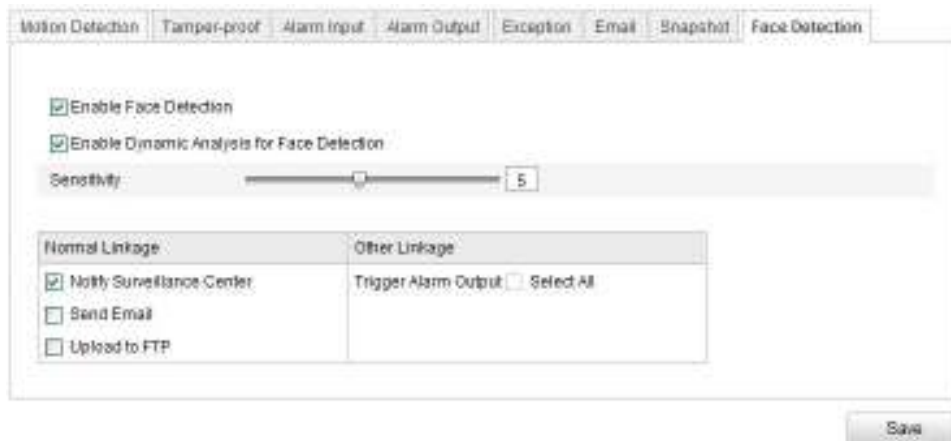 Motion Detection Tamper-proof Alarm Input Alarm Output Exception Email Snapshot Face Detection
Enable Face Detection
Enable Dynamic Analysis for Face Detection
Sensitivity 5
Normal Linkage Other Linkage
Notify Surveillance Center Trigger Alarm Output Select All
Send Email
Upload to FTP
Save